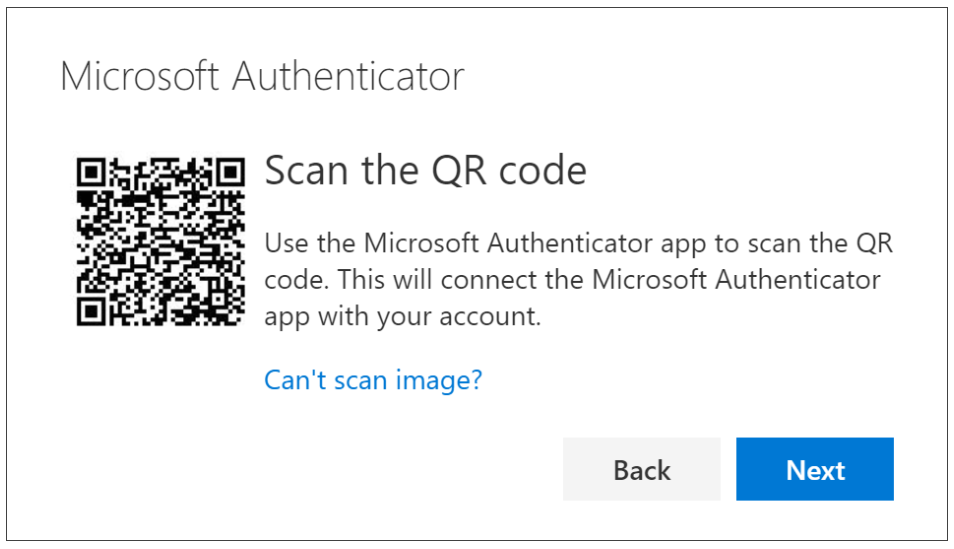 Microsoft Authenticator
Scan the QR code
Use the Microsoft Authenticator app to scan the QR
code. This will connect the Microsoft Authenticator
app with your account.
Can't scan image?
Back
Next